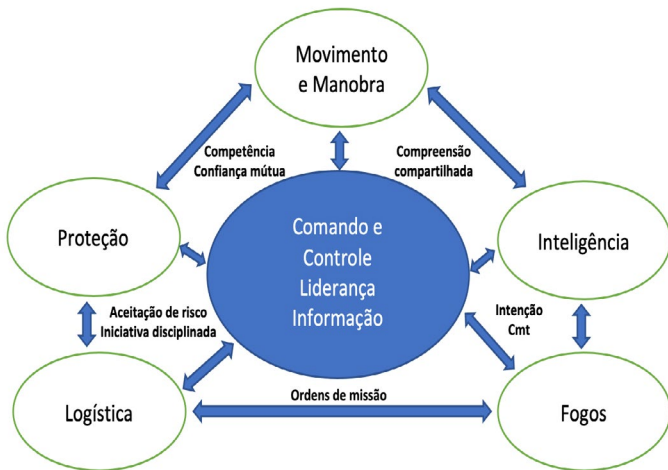 Movimento
e Manobra
Competência
Confiança mútua
Compreensão
compartilhada
Proteção
Comando e
Controle
Liderança
Informação
Inteligência
Aceitação de risco
Iniciativa disciplinada
Intenção
Cmt
Logística
Ordens de missão
Fogos